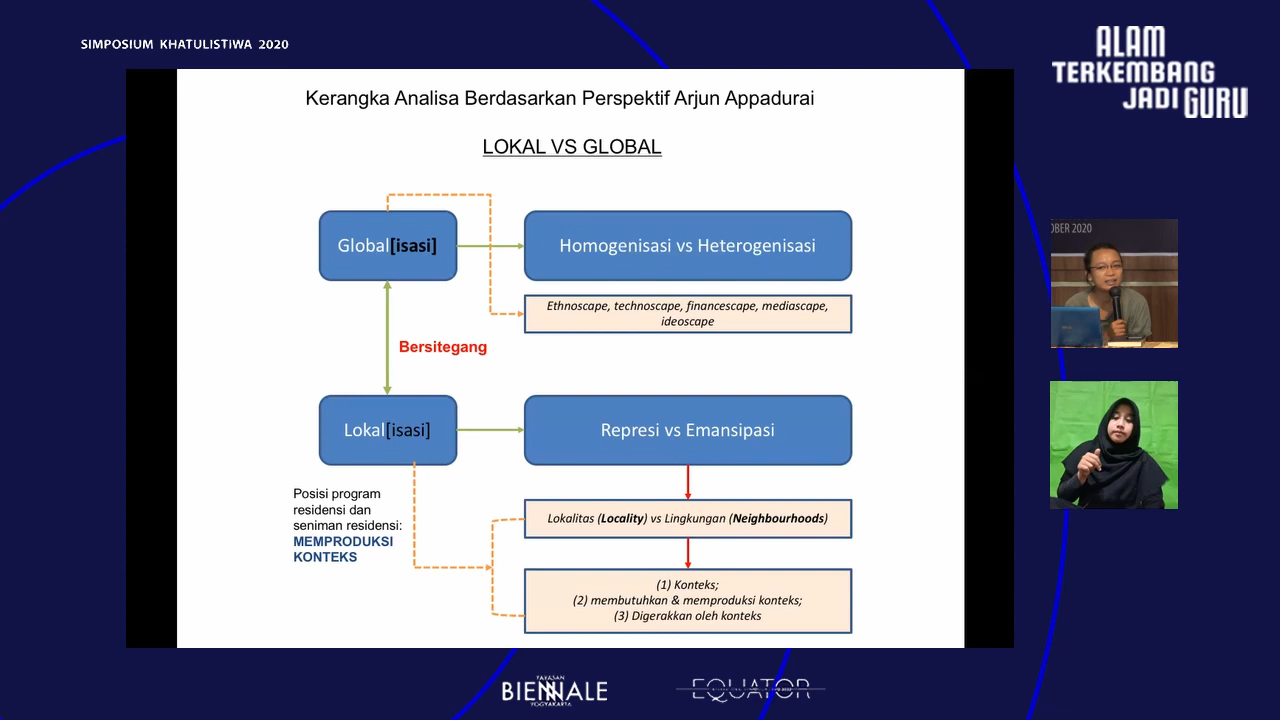 SIMPOSIUM KHATULISTIWA 2020
ALAM
TERKEMBANG
JADI GURU
Kerangka Analisa Berdasarkan Perspektif Arjun Appadurai
LOKAL VS GLOBAL
Global[isasi]
Homogenisasi vs Heterogenisasi
Ethnoscape, technoscape, financescape, mediascape,
ideoscape
Bersitegang
Lokal[isasi]
Represi vs Emansipasi
Posisi program
residensi dan
seniman residensi:
MEMPRODUKSI
KONTEKS
Lokalitas (Locality) vs Lingkungan (Neighbourhoods)
(1) Konteks;
(2) membutuhkan & memproduksi konteks;
(3) Digerakkan oleh konteks
OBER 2020
YAYASAN
BIENNALE
YOGYAKARTA
EQUATOR